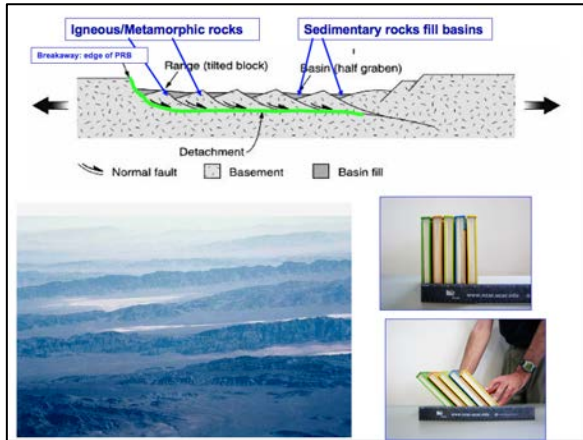 Igneous/Metamorphic rocks
Sedimentary rocks fill basins
Breakaway: edge of PRB
Range (tilted block)
Basin (half graben)
Detachment
Normal fault
Basement
Basin fill